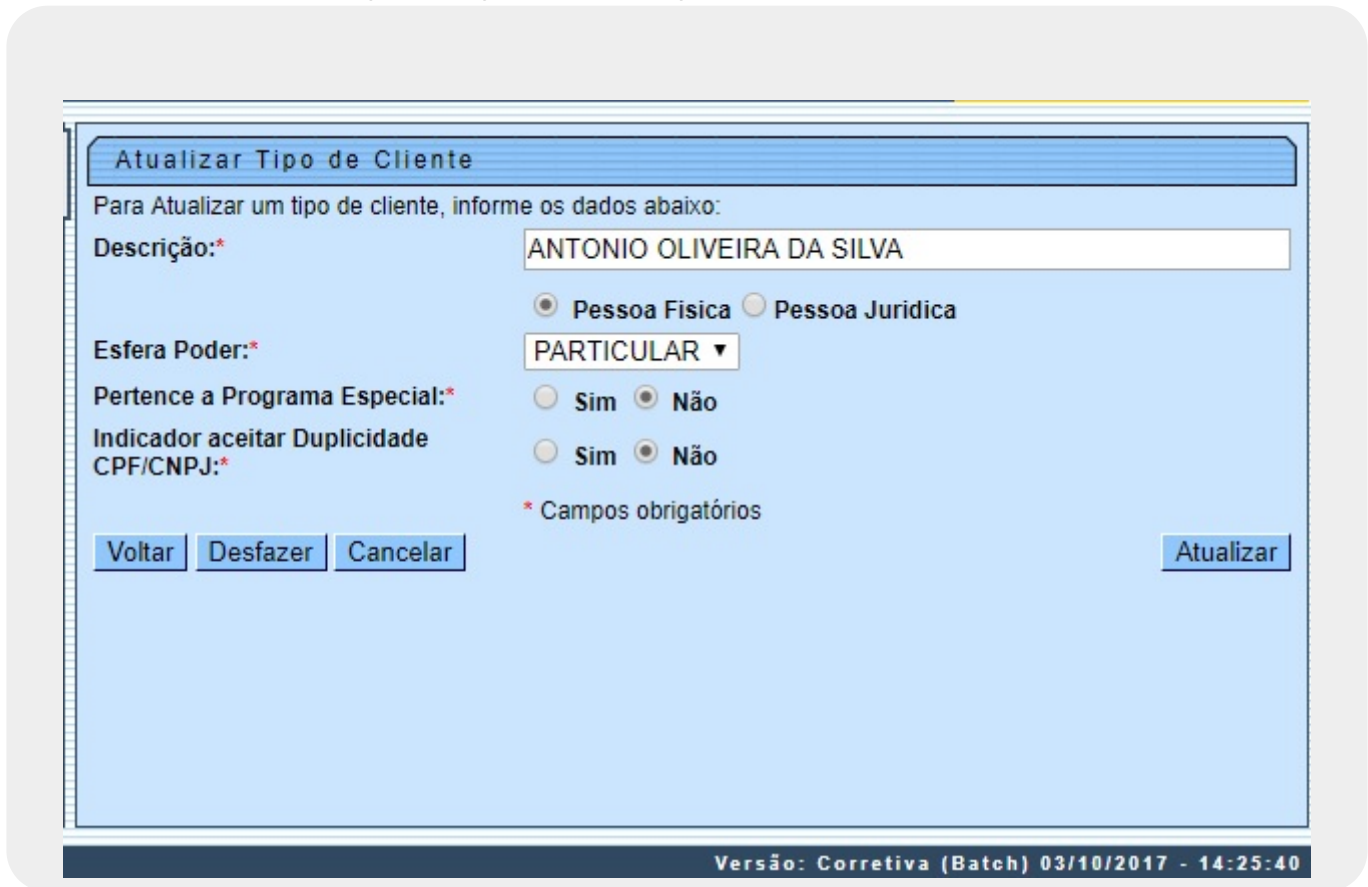 Atualizar Tipo de Cliente
Para Atualizar um tipo de cliente, informe os dados abaixo:
Descrição:* ANTONIO OLIVEIRA DA SILVA
Pessoa Fisica Pessoa Juridica
Esfera Poder:* PARTICULAR
Pertence a Programa Especial:* Sim Não
Indicador aceitar Duplicidade
CPF/CNPJ:* Sim Não
* Campos obrigatórios
Voltar Desfazer Cancelar Atualizar
Versão: Corretiva (Batch) 03/10/2017 - 14:25:40